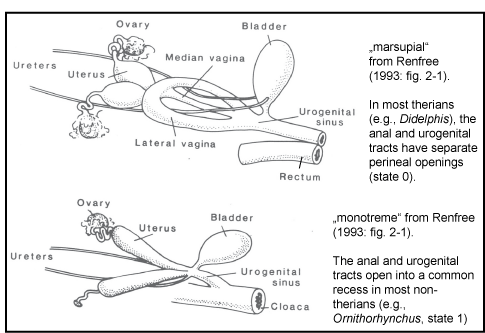 Ovary
Bladder
Median vagina
Ureters
Uterus
Urogenital
sinus
Lateral vagina
Rectum
„marsupial“
from Renfree
(1993: fig. 2-1).
In most therians
(e.g., Didelphis), the
anal and urogenital
tracts have separate
perineal openings
(state 0).
Ovary
Uterus
Bladder
Ureters
Urogenital
sinus
Cloaca
„monotreme“ from Renfree
(1993: fig. 2-1).
The anal and urogenital
tracts open into a common
recess in most non-
therians (e.g.,
Ornithorhynchus, state 1)